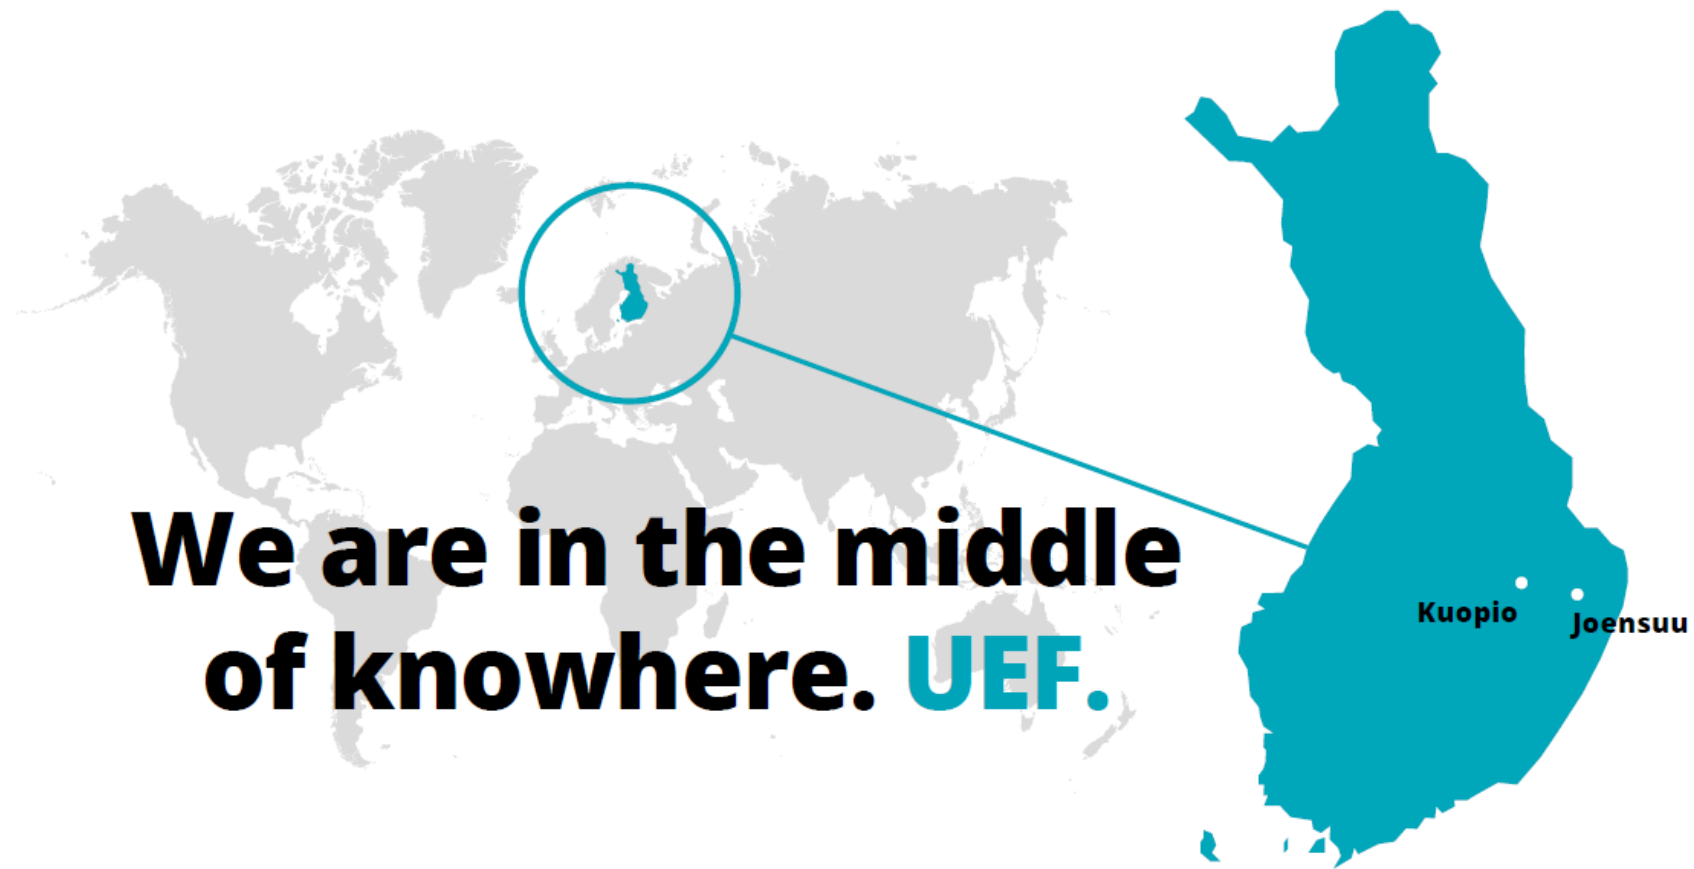 We are in the middle
of knowhere. UEF.
Kuopio
Joensuu